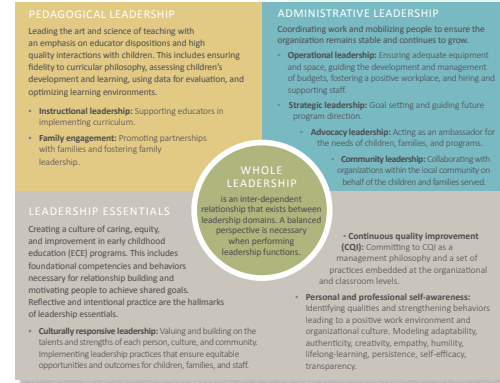 PEDAGOGICAL LEADERSHIP
Leading the art and science of teaching with
an emphasis on educator dispositions and high
quality interactions with children. This includes ensuring
fidelity to curricular philosophy, assessing children's
development and learning, using data for evaluation, and
optimizing learning environments.
• Instructional leadership: Supporting educators in
implementing curriculum.
• Family engagement: Promoting partnerships
with families and fostering family
leadership.
ADMINISTRATIVE LEADERSHIP
Coordinating work and mobilizing people to ensure the
organization remains stable and continues to grow.
• Operational leadership: Ensuring adequate equipment
and space, guiding the development and management
of budgets, fostering a positive workplace, and hiring and
supporting staff.
• Strategic leadership: Goal setting and guiding future
program direction.
• Advocacy leadership: Acting as an ambassador for
the needs of children, families, and programs.
• Community leadership: Collaborating with
organizations within the local community on
behalf of the children and families served.
WHOLE
LEADERSHIP
is an inter-dependent
relationship that exists between
leadership domains. A balanced
perspective is necessary
when performing
leadership functions.
LEADERSHIP ESSENTIALS
Creating a culture of caring, equity,
and improvement in early childhood
education (ECE) programs. This includes
foundational competencies and behaviors
necessary for relationship building and
motivating people to achieve shared goals.
Reflective and intentional practice are the hallmarks
of leadership essentials.
• Culturally responsive leadership: Valuing and building on the
talents and strengths of each person, culture, and community.
Implementing leadership practices that ensure equitable
opportunities and outcomes for children, families, and staff.
• Continuous quality improvement
(CQI): Committing to CQI as a
management philosophy and a set of
practices embedded at the organizational
and classroom levels.
• Personal and professional self-awareness:
Identifying qualities and strengthening behaviors
leading to a positive work environment and
organizational culture. Modeling adaptability,
authenticity, creativity, empathy, humility,
lifelong-learning, persistence, self-efficacy,
transparency.